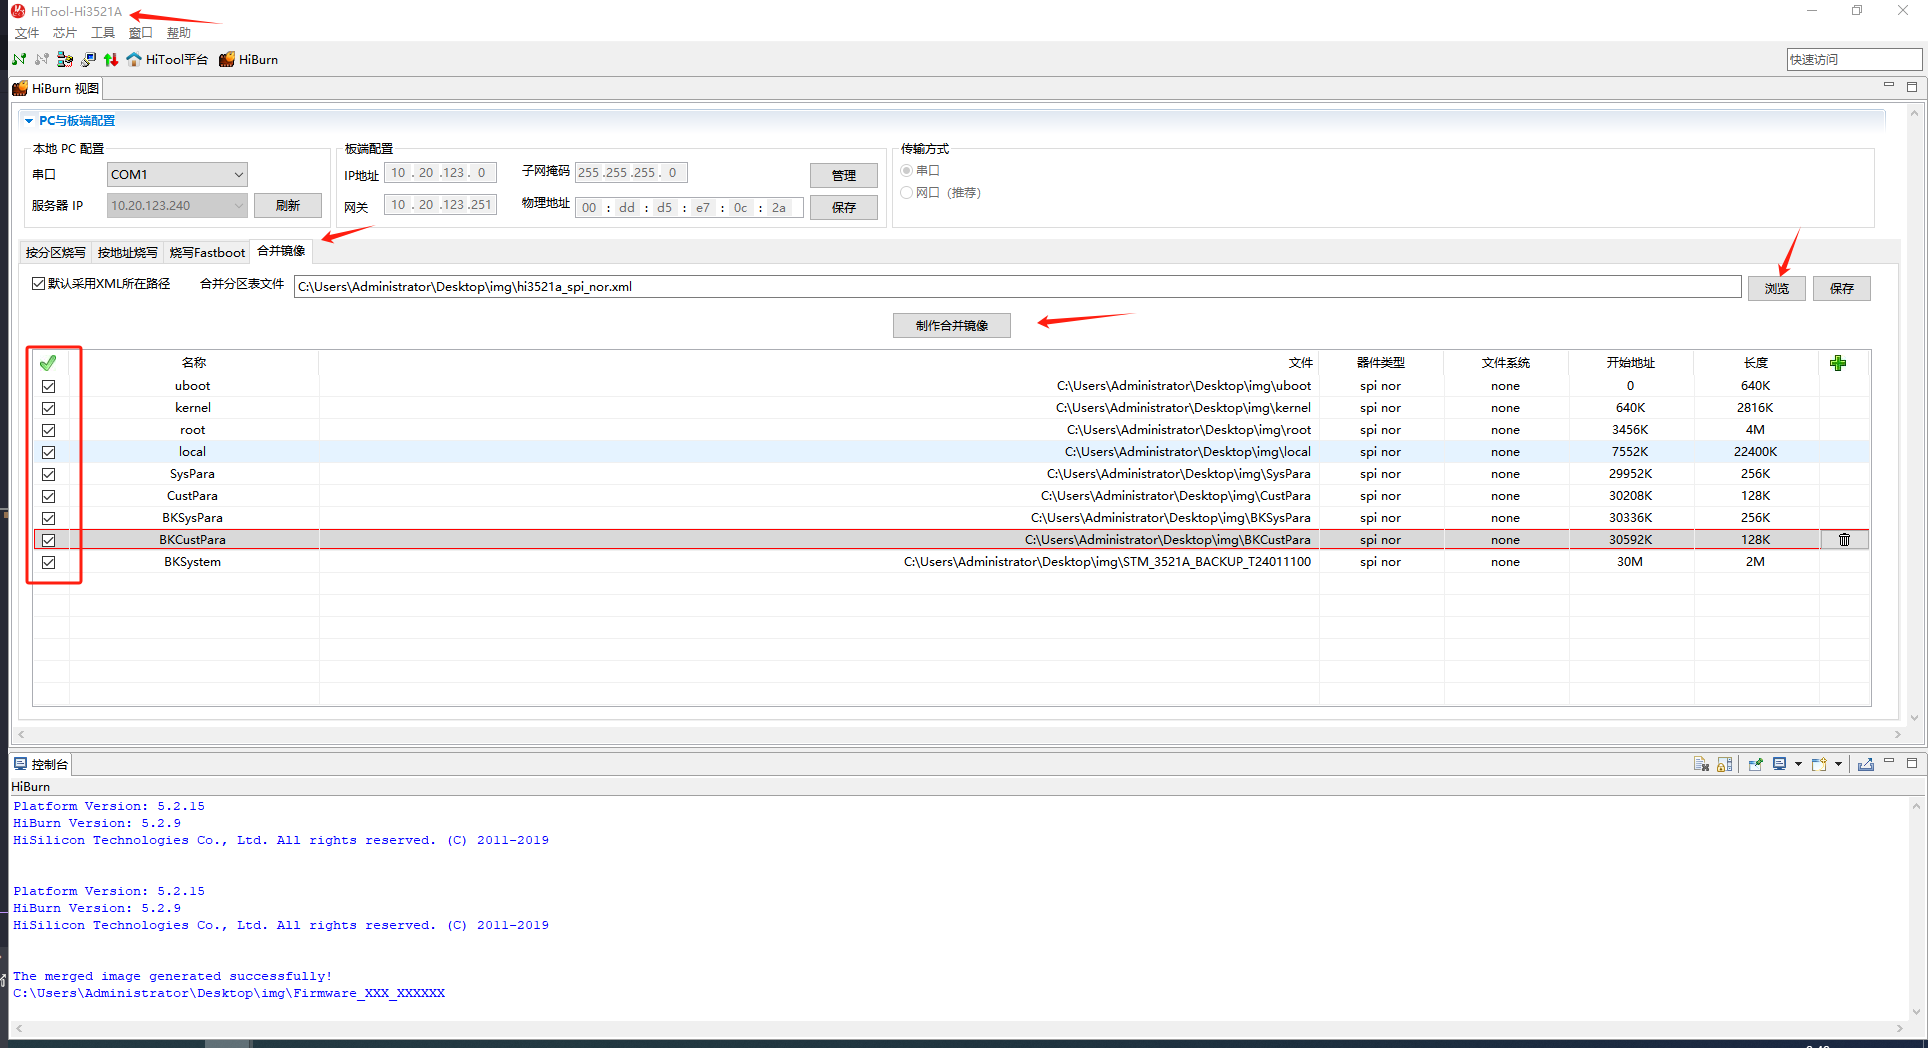 HiTool-Hi3521A
文件 芯片 工具 窗口 帮助
HiTool平台 HiBurn 快速访问
HiBurn 视图
PC与板端配置
本地 PC 配置
串口 COM1
服务器 IP 10.20.123.240 刷新
板端配置
IP地址 10 . 20 .123 . 0 子网掩码 255 .255 .255 . 0 管理
网关 10 . 20 .123 .251 物理地址 00 : dd : d5 : e7 : 0c : 2a 保存
传输方式
串口
网口（推荐）
按分区烧写 按地址烧写 烧写Fastboot 合并镜像
默认采用XML所在路径 合并分区表文件 C:\Users\Administrator\Desktop\img\hi3521a_spi_nor.xml 浏览 保存
制作合并镜像
名称 文件 器件类型 文件系统 开始地址 长度
uboot C:\Users\Administrator\Desktop\img\uboot spi nor none 0 640K
kernel C:\Users\Administrator\Desktop\img\kernel spi nor none 640K 2816K
root C:\Users\Administrator\Desktop\img\root spi nor none 3456K 4M
local C:\Users\Administrator\Desktop\img\local spi nor none 7552K 22400K
SysPara C:\Users\Administrator\Desktop\img\SysPara spi nor none 29952K 256K
CustPara C:\Users\Administrator\Desktop\img\CustPara spi nor none 30208K 128K
BKSysPara C:\Users\Administrator\Desktop\img\BKSysPara spi nor none 30336K 256K
BKCustPara C:\Users\Administrator\Desktop\img\BKCustPara spi nor none 30592K 128K
BKSystem C:\Users\Administrator\Desktop\img\STM_3521A_BACKUP_T24011100 spi nor none 30M 2M
控制台
HiBurn
Platform Version: 5.2.15
HiBurn Version: 5.2.9
HiSilicon Technologies Co., Ltd. All rights reserved. (C) 2011-2019
Platform Version: 5.2.15
HiBurn Version: 5.2.9
HiSilicon Technologies Co., Ltd. All rights reserved. (C) 2011-2019
The merged image generated successfully!
C:\Users\Administrator\Desktop\img\Firmware_XXX_XXXXXX